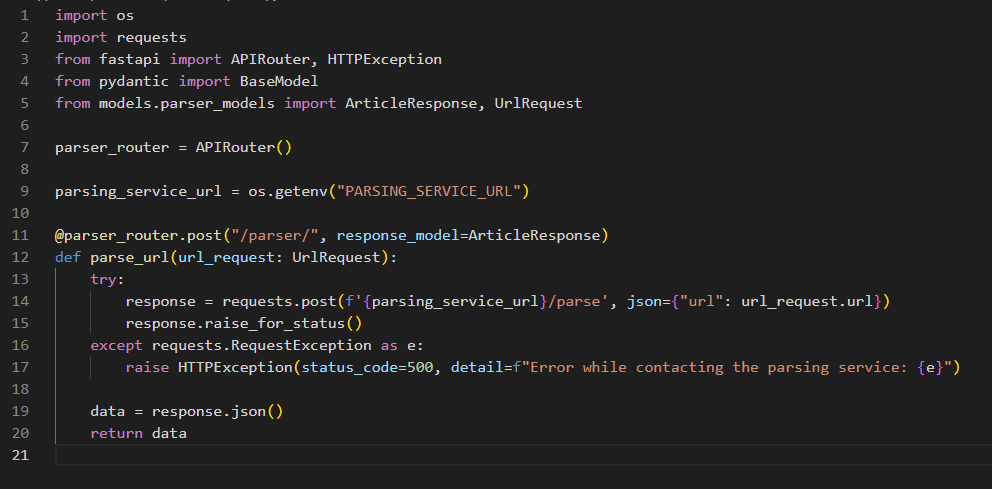 1 import os
2 import requests
3 from fastapi import APIRouter, HTTPException
4 from pydantic import BaseModel
5 from models.parser_models import ArticleResponse, UrlRequest
6
7 parser_router = APIRouter()
8
9 parsing_service_url = os.getenv("PARSING_SERVICE_URL")
10
11 @parser_router.post("/parser/", response_model=ArticleResponse)
12 def parse_url(url_request: UrlRequest):
13     try:
14         response = requests.post(f'{parsing_service_url}/parse', json={"url": url_request.url})
15         response.raise_for_status()
16     except requests.RequestException as e:
17         raise HTTPException(status_code=500, detail=f"Error while contacting the parsing service: {e}")
18
19     data = response.json()
20     return data
21